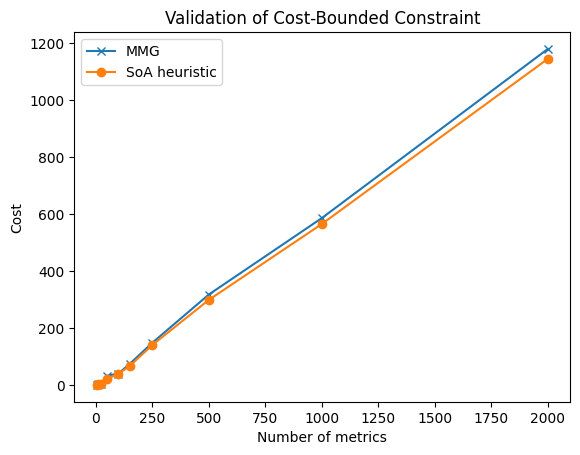 Validation of Cost-Bounded Constraint
MMG
SoA heuristic
Cost
1200
1000
800
600
400
200
0
0 250 500 750 1000 1250 1500 1750 2000
Number of metrics